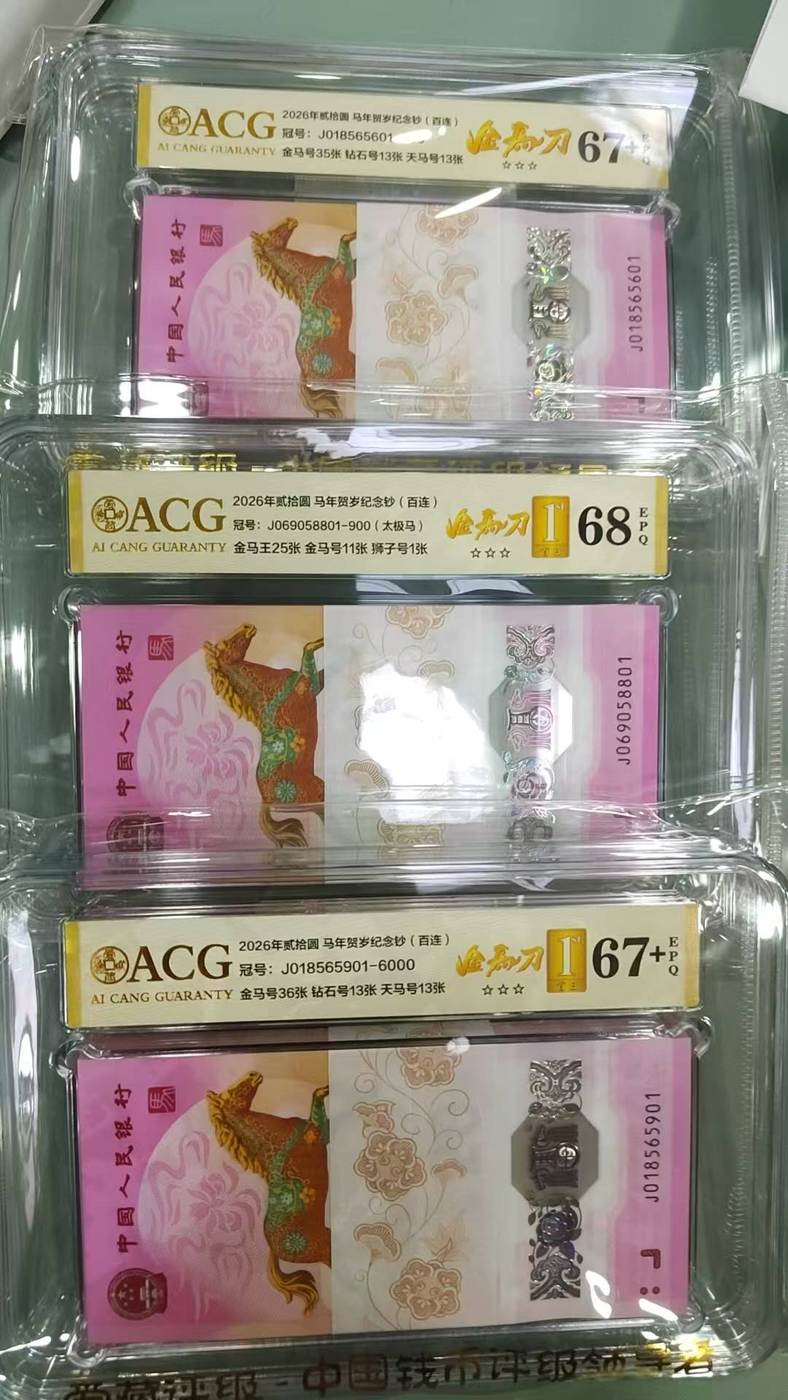 ACG
AI CANG GUARANTY
2026年贰拾圆 马年贺岁纪念钞（百连）
冠号：J018565601
金马号35张 钻石号13张 天马号13张
☆☆☆
67+
EPQ
中国人民银行
J018565601
ACG
AI CANG GUARANTY
2026年贰拾圆 马年贺岁纪念钞（百连）
冠号：J069058801-900（太极马）
金马王25张 金马号11张 狮子号1张
☆☆☆
1st
68
EPQ
中国人民银行
J069058801
ACG
AI CANG GUARANTY
2026年贰拾圆 马年贺岁纪念钞（百连）
冠号：J018565901-6000
金马号36张 钻石号13张 天马号13张
☆☆☆
1st
67+
EPQ
中国人民银行
J018565901
评级-中国钱币评级领导者